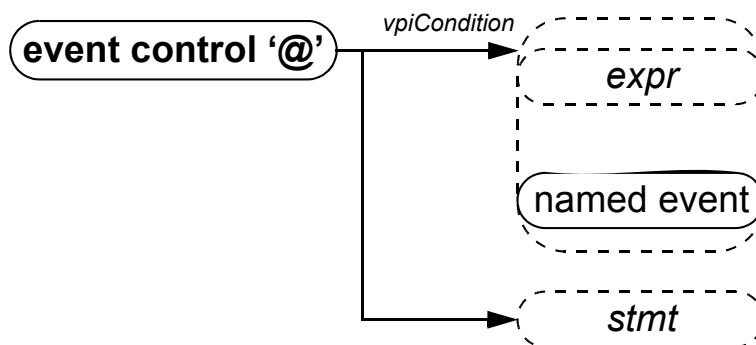 vpiCondition
event control ‘@’
expr
named event
stmt